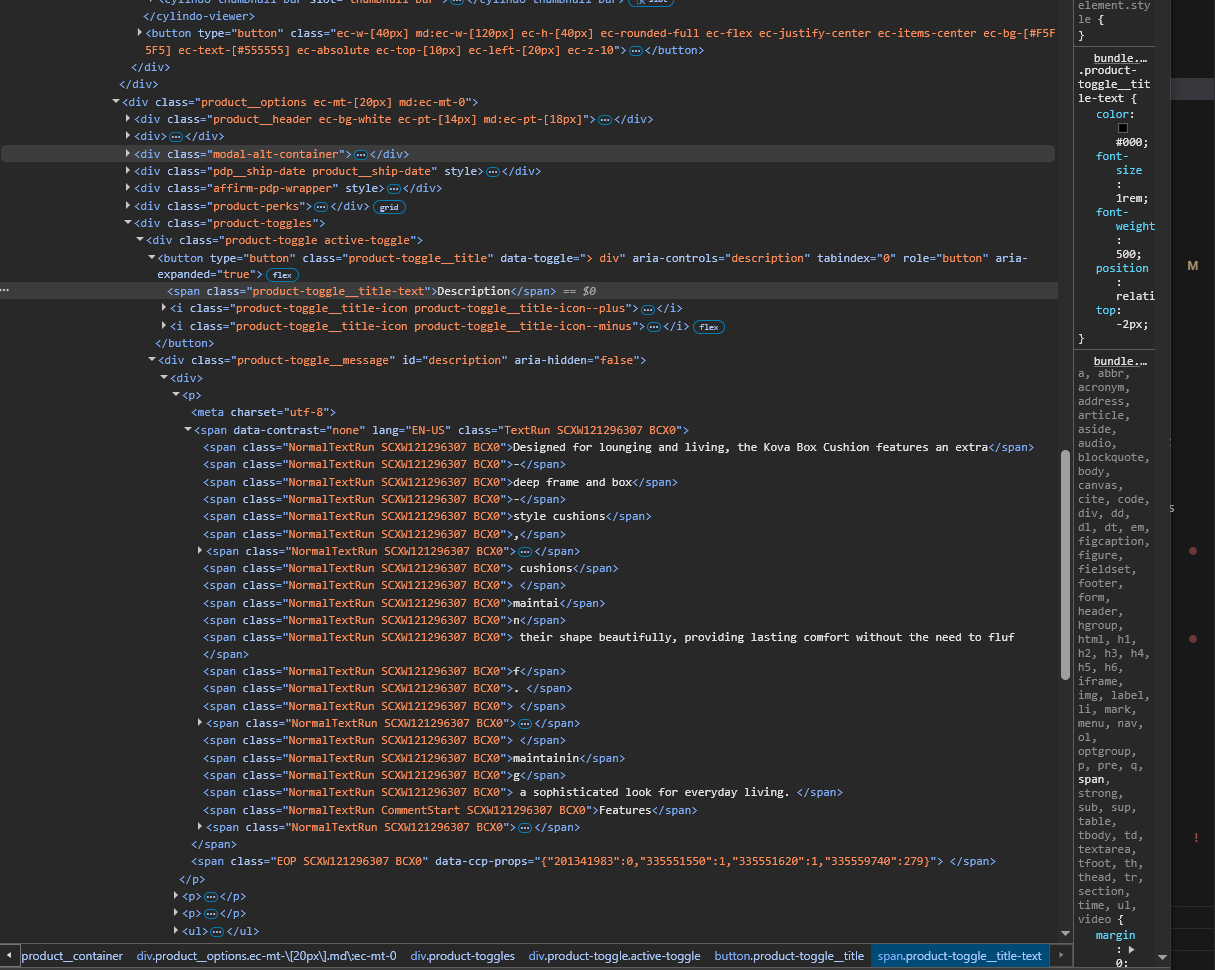 </cylindo-viewer>
<button type="button" class="ec-w-[40px] md:ec-w-[120px] ec-h-[40px] ec-rounded-full ec-flex ec-justify-center ec-items-center ec-bg-[#F5F
5F5] ec-text-[#555555] ec-absolute ec-top-[10px] ec-left-[20px] ec-z-10">…</button>
</div>
</div>
<div class="product__options ec-mt-[20px] md:ec-mt-0">
<div class="product__header ec-bg-white ec-pt-[14px] md:ec-pt-[18px]">…</div>
<div>…</div>
<div class="modal-alt-container">…</div>
<div class="pdp__ship-date product__ship-date" style>…</div>
<div class="affirm-pdp-wrapper" style>…</div>
<div class="product-perks">…</div> grid
<div class="product-toggles">
<div class="product-toggle active-toggle">
<button type="button" class="product-toggle__title" data-toggle="> div" aria-controls="description" tabindex="0" role="button" aria-
expanded="true"> flex
<span class="product-toggle__title-text">Description</span> == $0
<i class="product-toggle__title-icon product-toggle__title-icon--plus">…</i>
<i class="product-toggle__title-icon product-toggle__title-icon--minus">…</i> flex
</button>
<div class="product-toggle__message" id="description" aria-hidden="false">
<div>
<p>
<meta charset="utf-8">
<span data-contrast="none" lang="EN-US" class="TextRun SCXW121296307 BCX0">
<span class="NormalTextRun SCXW121296307 BCX0">Designed for lounging and living, the Kova Box Cushion features an extra</span>
<span class="NormalTextRun SCXW121296307 BCX0">-</span>
<span class="NormalTextRun SCXW121296307 BCX0">deep frame and box</span>
<span class="NormalTextRun SCXW121296307 BCX0">-</span>
<span class="NormalTextRun SCXW121296307 BCX0">style cushions</span>
<span class="NormalTextRun SCXW121296307 BCX0">,</span>
<span class="NormalTextRun SCXW121296307 BCX0">…</span>
<span class="NormalTextRun SCXW121296307 BCX0"> cushions</span>
<span class="NormalTextRun SCXW121296307 BCX0"> </span>
<span class="NormalTextRun SCXW121296307 BCX0">maintai</span>
<span class="NormalTextRun SCXW121296307 BCX0">n</span>
<span class="NormalTextRun SCXW121296307 BCX0"> their shape beautifully, providing lasting comfort without the need to fluf
</span>
<span class="NormalTextRun SCXW121296307 BCX0">f</span>
<span class="NormalTextRun SCXW121296307 BCX0">. </span>
<span class="NormalTextRun SCXW121296307 BCX0"> </span>
<span class="NormalTextRun SCXW121296307 BCX0">…</span>
<span class="NormalTextRun SCXW121296307 BCX0"> </span>
<span class="NormalTextRun SCXW121296307 BCX0">maintainin</span>
<span class="NormalTextRun SCXW121296307 BCX0">g</span>
<span class="NormalTextRun SCXW121296307 BCX0"> a sophisticated look for everyday living. </span>
<span class="NormalTextRun CommentStart SCXW121296307 BCX0">Features</span>
<span class="NormalTextRun SCXW121296307 BCX0">…</span>
</span>
<span class="EOP SCXW121296307 BCX0" data-ccp-props="{"201341983":0,"335551550":1,"335551620":1,"335559740":279}"> </span>
</p>
<p>…</p>
<p>…</p>
<ul>…</ul>
product__container div.product__options.ec-mt-\[20px\].md\:ec-mt-0 div.product-toggles div.product-toggle.active-toggle button.product-toggle__title span.product-toggle__title-text
element.sty
le {
}
bundle.…
.product-
toggle__tit
le-text {
color:
#000;
font-
size
:
1rem;
font-
weight
:
500;
position
:
relati
top:
-2px;
}
bundle.…
a, abbr,
acronym,
address,
article,
aside,
audio,
blockquote,
body,
canvas,
cite, code,
div, dd,
dl, dt, em,
figcaption,
figure,
fieldset,
footer,
form,
header,
hgroup,
html, h1,
h2, h3, h4,
h5, h6,
iframe,
img, label,
li, mark,
menu, nav,
ol,
optgroup,
p, pre, q,
span,
strong,
sub, sup,
table,
tbody, td,
textarea,
tfoot, th,
thead, tr,
section,
time, ul,
video {
margin
:
0;
M
s
!